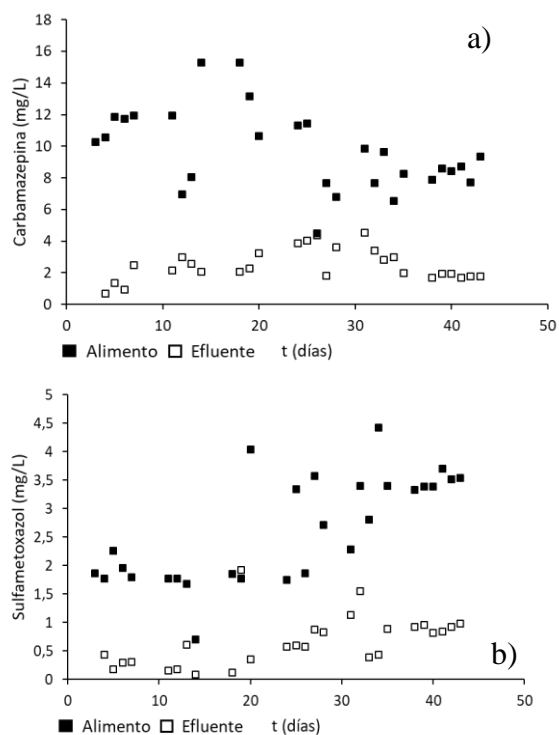 a)
Carbamazepina (mg/L)
18
16
14
12
10
8
6
4
2
0
0 10 20 30 40 50
Alimento Efluente t (días)
Sulfametoxazol (mg/L)
5
4,5
4
3,5
3
2,5
2
1,5
1
0,5
0
b)
0 10 20 30 40 50
Alimento Efluente t (días)